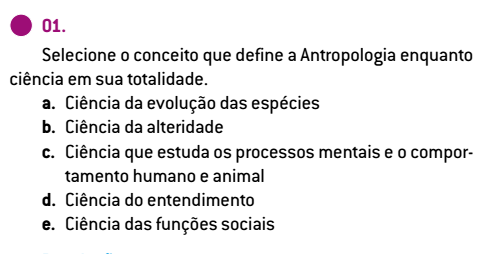 01.
Selecione o conceito que define a Antropologia enquanto
ciência em sua totalidade.
a. Ciência da evolução das espécies
b. Ciência da alteridade
c. Ciência que estuda os processos mentais e o compor-
tamento humano e animal
d. Ciência do entendimento
e. Ciência das funções sociais